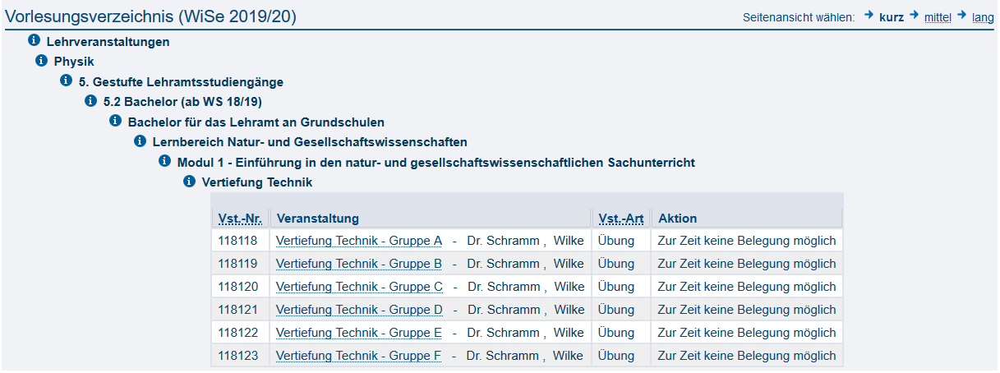 Vorlesungsverzeichnis (WiSe 2019/20) Seitenansicht wählen: kurz mittel lang
Lehrveranstaltungen
Physik
5. Gestufte Lehramtsstudiengänge
5.2 Bachelor (ab WS 18/19)
Bachelor für das Lehramt an Grundschulen
Lernbereich Natur- und Gesellschaftswissenschaften
Modul 1 - Einführung in den natur- und gesellschaftswissenschaftlichen Sachunterricht
Vertiefung Technik
Vst.-Nr. Veranstaltung Vst.-Art Aktion
118118 Vertiefung Technik - Gruppe A - Dr. Schramm , Wilke Übung Zur Zeit keine Belegung möglich
118119 Vertiefung Technik - Gruppe B - Dr. Schramm , Wilke Übung Zur Zeit keine Belegung möglich
118120 Vertiefung Technik - Gruppe C - Dr. Schramm , Wilke Übung Zur Zeit keine Belegung möglich
118121 Vertiefung Technik - Gruppe D - Dr. Schramm , Wilke Übung Zur Zeit keine Belegung möglich
118122 Vertiefung Technik - Gruppe E - Dr. Schramm , Wilke Übung Zur Zeit keine Belegung möglich
118123 Vertiefung Technik - Gruppe F - Dr. Schramm , Wilke Übung Zur Zeit keine Belegung möglich